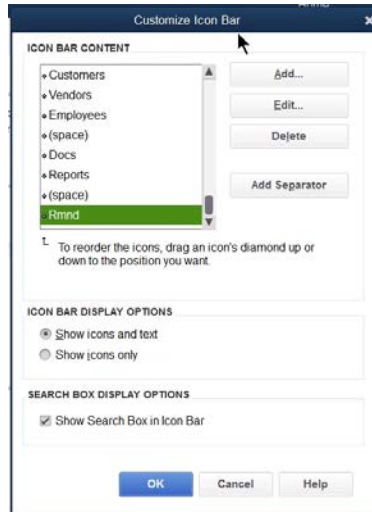 Customize Icon Bar
ICON BAR CONTENT
Customers
Vendors
Employees
(space)
Docs
Reports
(space)
Rmnd
Add...
Edit...
Delete
Add Separator
To reorder the icons, drag an icon's diamond up or
down to the position you want.
ICON BAR DISPLAY OPTIONS
Show icons and text
Show icons only
SEARCH BOX DISPLAY OPTIONS
Show Search Box in Icon Bar
OK Cancel Help